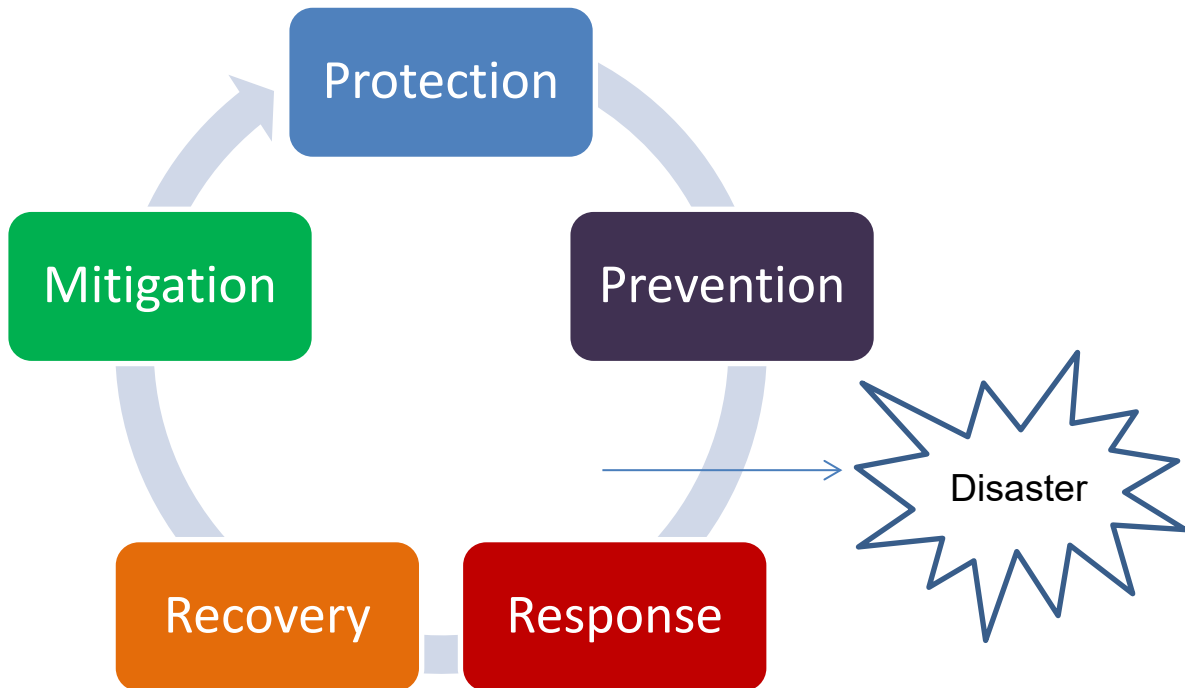 Protection
Mitigation
Prevention
Disaster
Recovery
Response